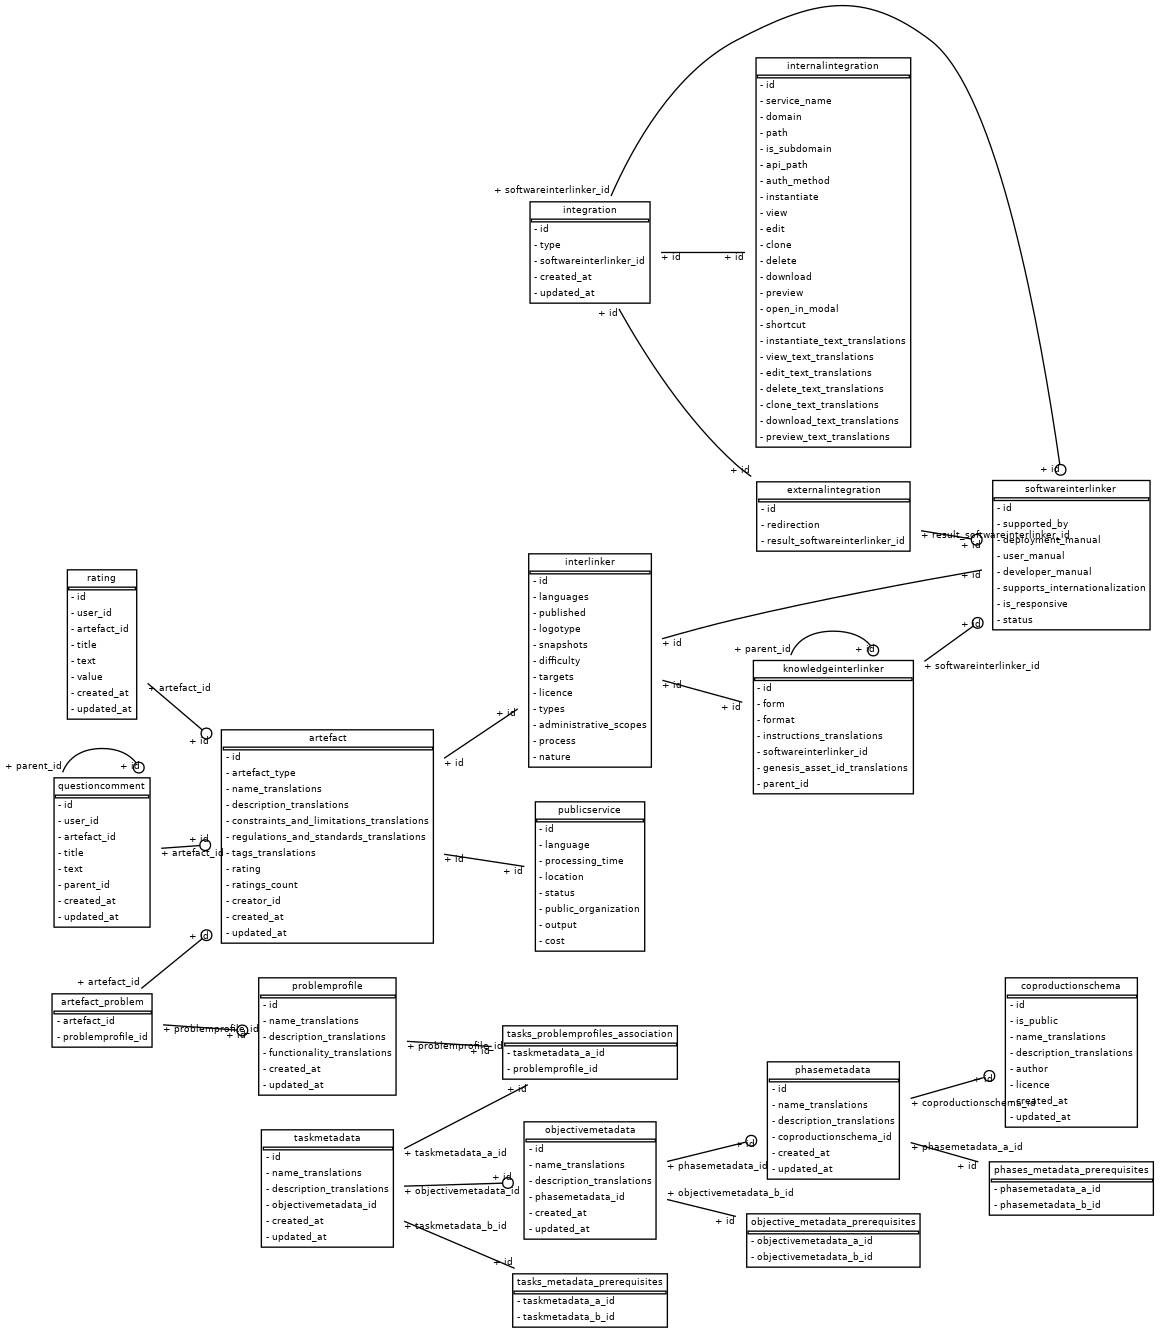 internalintegration
- id
- service_name
- domain
- path
- is_subdomain
- api_path
- auth_method
- instantiate
- view
- edit
- clone
- delete
- download
- preview
- open_in_modal
- shortcut
- instantiate_text_translations
- view_text_translations
- edit_text_translations
- delete_text_translations
- clone_text_translations
- download_text_translations
- preview_text_translations
+ softwareinterlinker_id
integration
- id
- type
- softwareinterlinker_id
- created_at
- updated_at
+ id
+ id
+ id
+ id
+ id
externalintegration
- id
- redirection
- result_softwareinterlinker_id
+ result_softwareinterlinker_id
+ id
softwareinterlinker
- id
- supported_by
- deployment_manual
- user_manual
- developer_manual
- supports_internationalization
- is_responsive
- status
+ id
+ id
interlinker
- id
- languages
- published
- logotype
- snapshots
- difficulty
- targets
- licence
- types
- administrative_scopes
- process
- nature
+ id
+ id
+ id
+ id
+ parent_id
+ id
+ softwareinterlinker_id
knowledgeinterlinker
- id
- form
- format
- instructions_translations
- softwareinterlinker_id
- genesis_asset_id_translations
- parent_id
rating
- id
- user_id
- artefact_id
- title
- text
- value
- created_at
- updated_at
+ artefact_id
+ id
+ parent_id
+ id
questioncomment
- id
- user_id
- artefact_id
- title
- text
- parent_id
- created_at
- updated_at
+ id
+ artefact_id
artefact
- id
- artefact_type
- name_translations
- description_translations
- constraints_and_limitations_translations
- regulations_and_standards_translations
- tags_translations
- rating
- ratings_count
- creator_id
- created_at
- updated_at
+ id
+ id
+ id
+ id
publicservice
- id
- language
- processing_time
- location
- status
- public_organization
- output
- cost
+ artefact_id
artefact_problem
- artefact_id
- problemprofile_id
+ problemprofile_id
+ id
problemprofile
- id
- name_translations
- description_translations
- functionality_translations
- created_at
- updated_at
+ problemprofile_id
+ id
tasks_problemprofiles_association
- taskmetadata_a_id
- problemprofile_id
+ id
taskmetadata
- id
- name_translations
- description_translations
- objectivemetadata_id
- created_at
- updated_at
+ taskmetadata_a_id
+ id
+ objectivemetadata_id
+ taskmetadata_b_id
+ id
objectivemetadata
- id
- name_translations
- description_translations
- phasemetadata_id
- created_at
- updated_at
+ id
+ phasemetadata_id
+ objectivemetadata_b_id
+ id
tasks_metadata_prerequisites
- taskmetadata_a_id
- taskmetadata_b_id
phasemetadata
- id
- name_translations
- description_translations
- coproductionschema_id
- created_at
- updated_at
+ id
+ coproductionschema_id
+ phasemetadata_a_id
+ id
objective_metadata_prerequisites
- objectivemetadata_a_id
- objectivemetadata_b_id
coproductionschema
- id
- is_public
- name_translations
- description_translations
- author
- licence
- created_at
- updated_at
phases_metadata_prerequisites
- phasemetadata_a_id
- phasemetadata_b_id